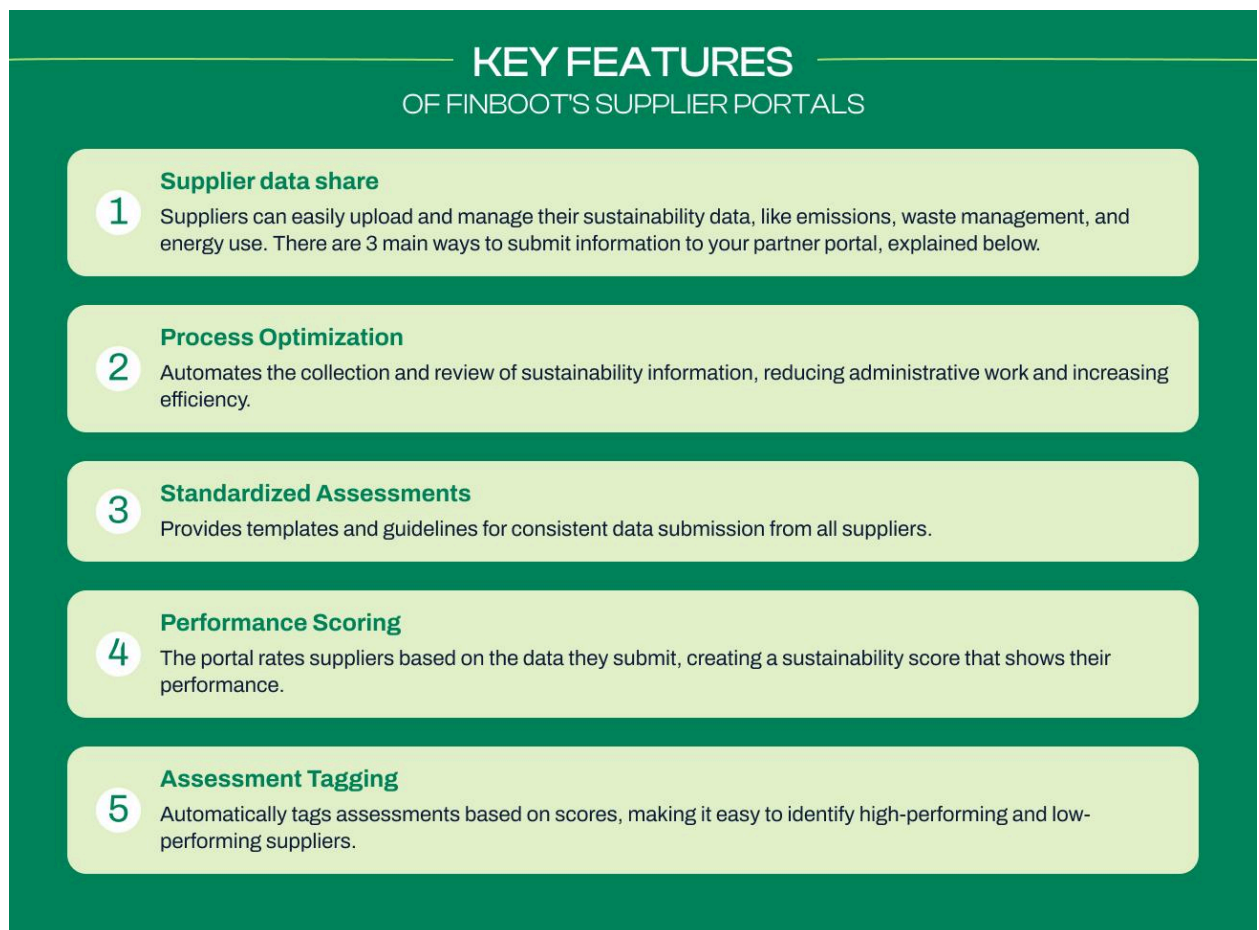 KEY FEATURES
OF FINBOOT'S SUPPLIER PORTALS
1
Supplier data share
Suppliers can easily upload and manage their sustainability data, like emissions, waste management, and
energy use. There are 3 main ways to submit information to your partner portal, explained below.
2
Process Optimization
Automates the collection and review of sustainability information, reducing administrative work and increasing
efficiency.
3
Standardized Assessments
Provides templates and guidelines for consistent data submission from all suppliers.
4
Performance Scoring
The portal rates suppliers based on the data they submit, creating a sustainability score that shows their
performance.
5
Assessment Tagging
Automatically tags assessments based on scores, making it easy to identify high-performing and low-
performing suppliers.